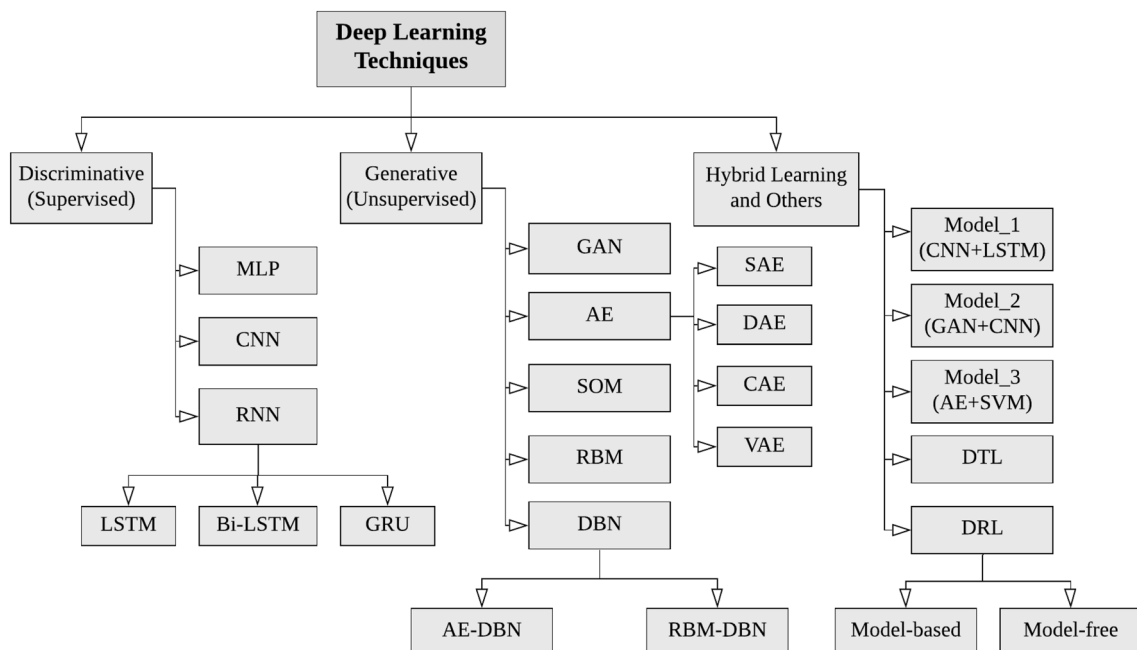 Deep Learning
Techniques
Discriminative
(Supervised)
Generative
(Unsupervised)
Hybrid Learning
and Others
MLP
CNN
RNN
LSTM
Bi-LSTM
GRU
GAN
AE
SOM
RBM
DBN
SAE
DAE
CAE
VAE
AE-DBN
RBM-DBN
Model_1
(CNN+LSTM)
Model_2
(GAN+CNN)
Model_3
(AE+SVM)
DTL
DRL
Model-based
Model-free